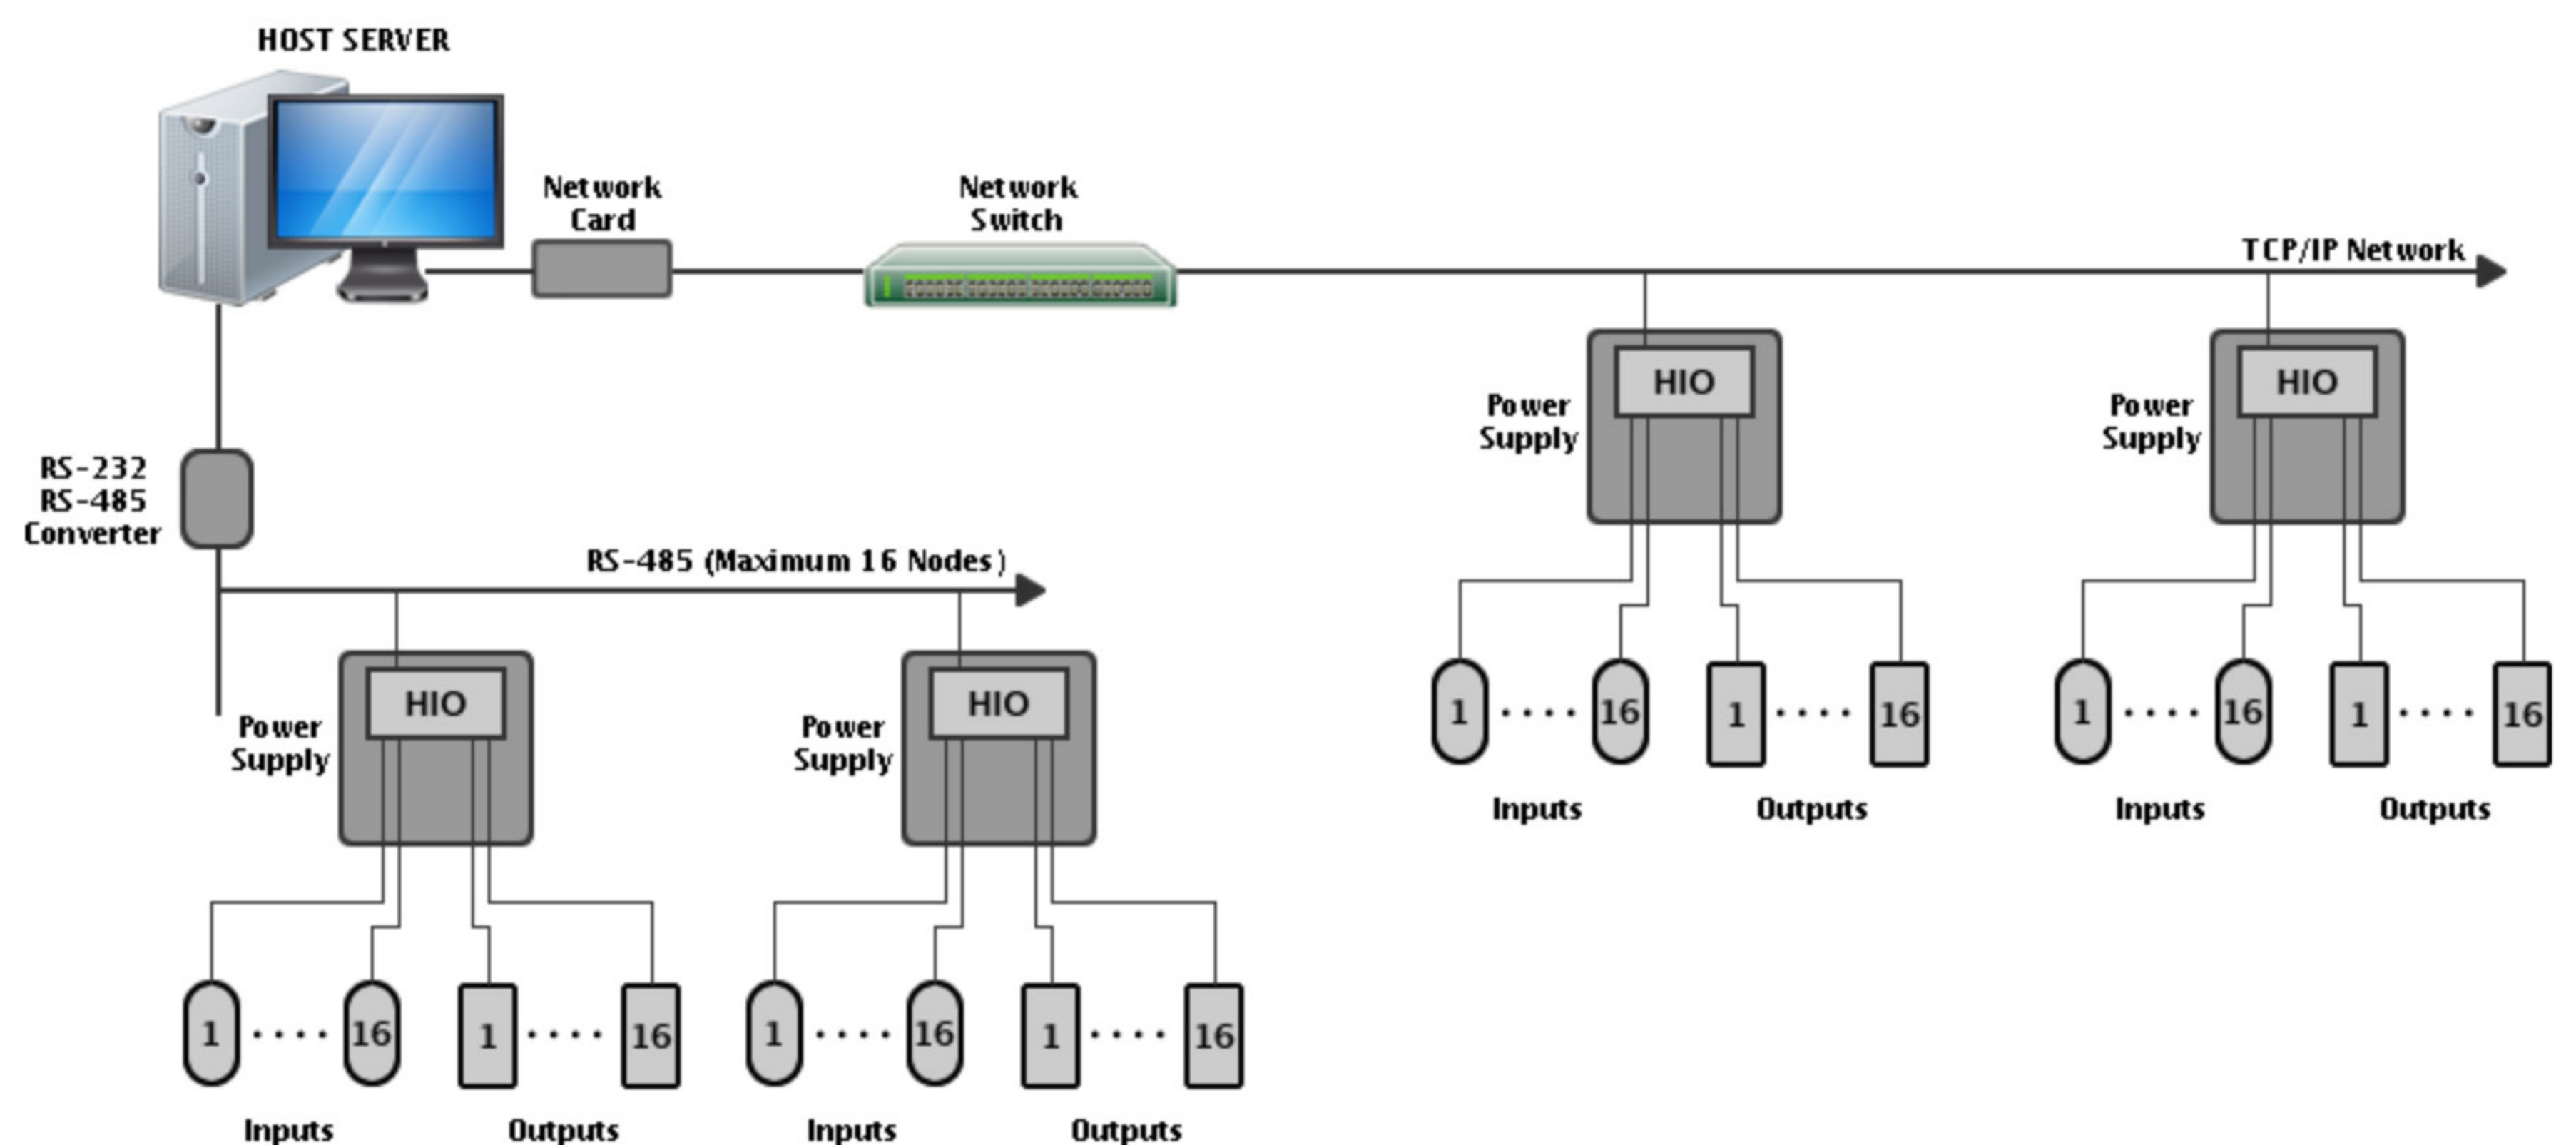 HOST SERVER
Network
Card
Network
Switch
TCP/IP Network
HIO
Power
Supply
1
16
1
16
Inputs
Outputs
HIO
Power
Supply
1
16
1
16
Inputs
Outputs
RS-232
RS-485
Converter
RS-485 (Maximum 16 Nodes)
HIO
Power
Supply
1
16
1
16
Inputs
Outputs
HIO
Power
Supply
1
16
1
16
Inputs
Outputs